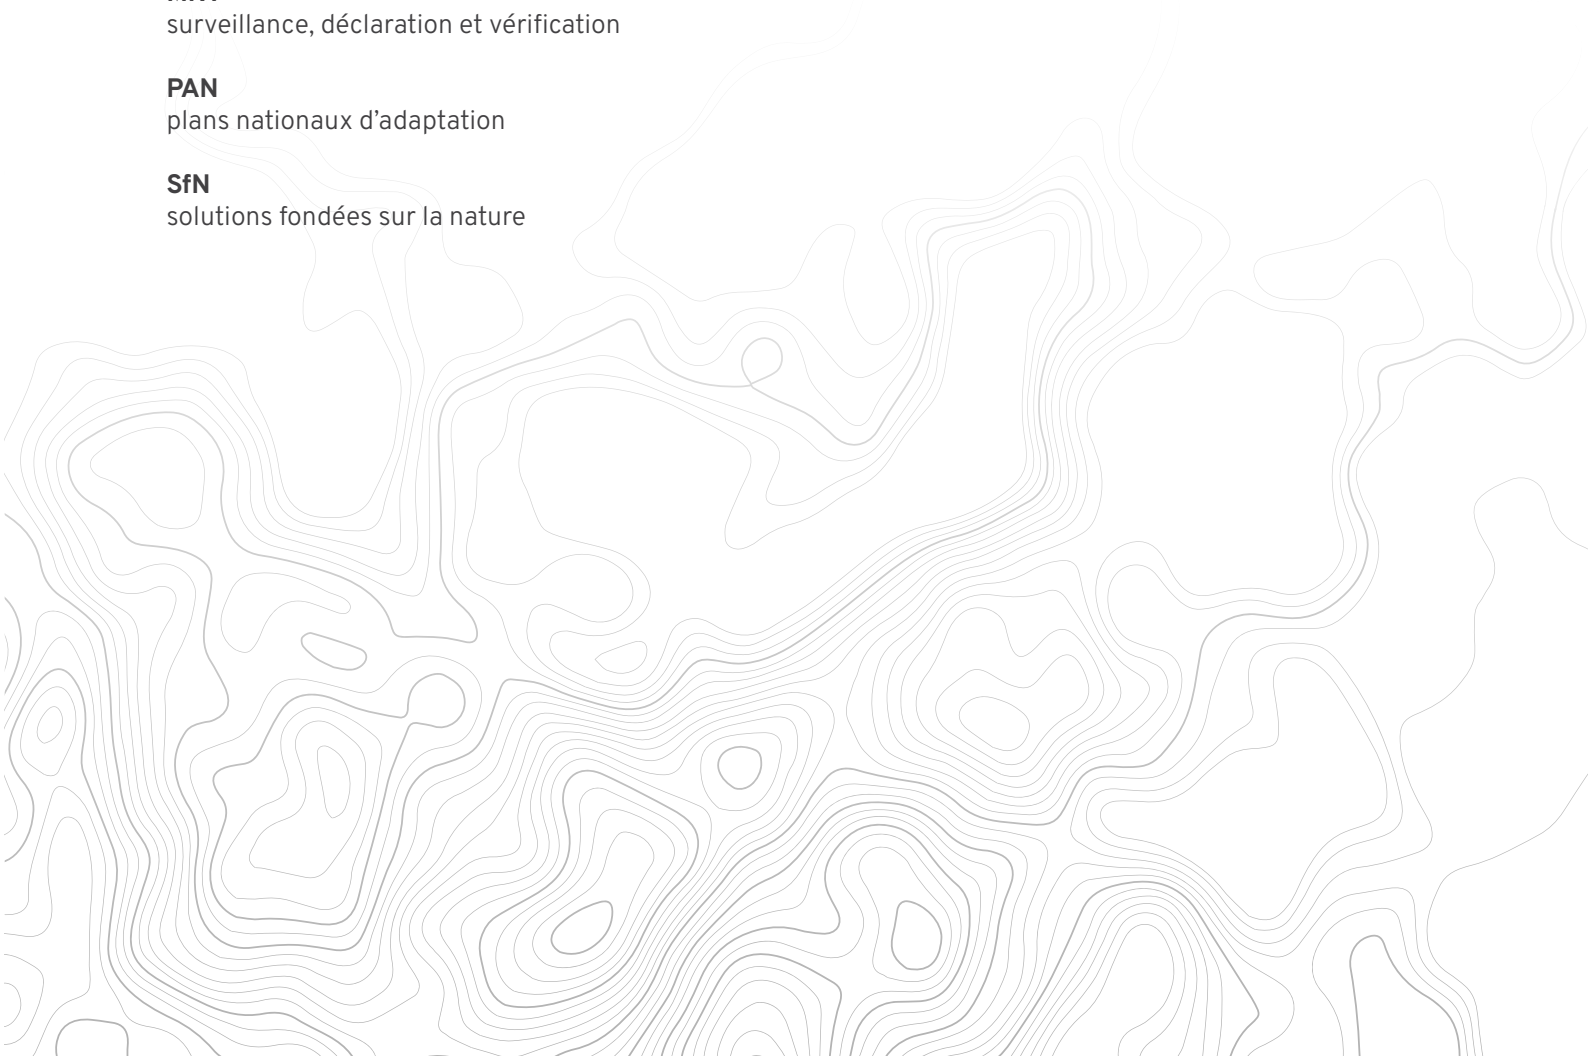 surveillance, déclaration et vérification
PAN
plans nationaux d’adaptation
SfN
solutions fondées sur la nature